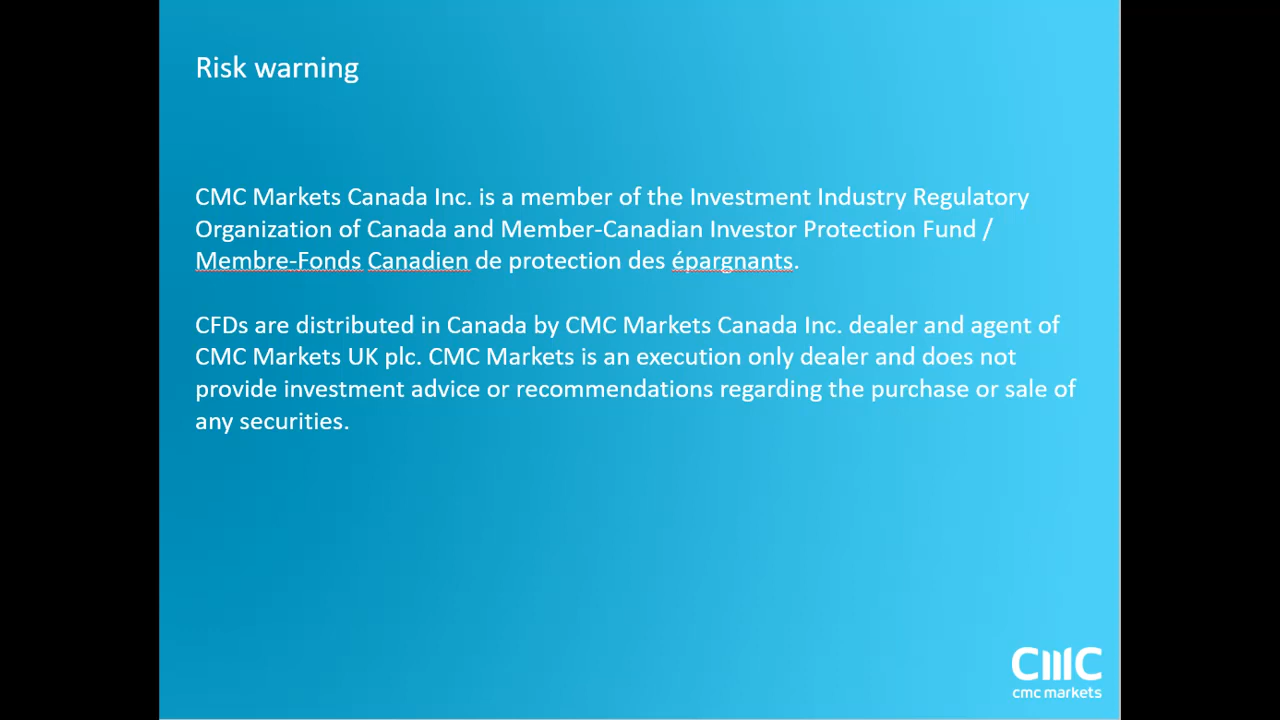 Risk warning
CMC Markets Canada Inc. is a member of the Investment Industry Regulatory
Organization of Canada and Member-Canadian Investor Protection Fund /
Membre-Fonds Canadien de protection des épargnants.
CFDs are distributed in Canada by CMC Markets Canada Inc. dealer and agent of
CMC Markets UK plc. CMC Markets is an execution only dealer and does not
provide investment advice or recommendations regarding the purchase or sale of
any securities.
CMC
cmc markets